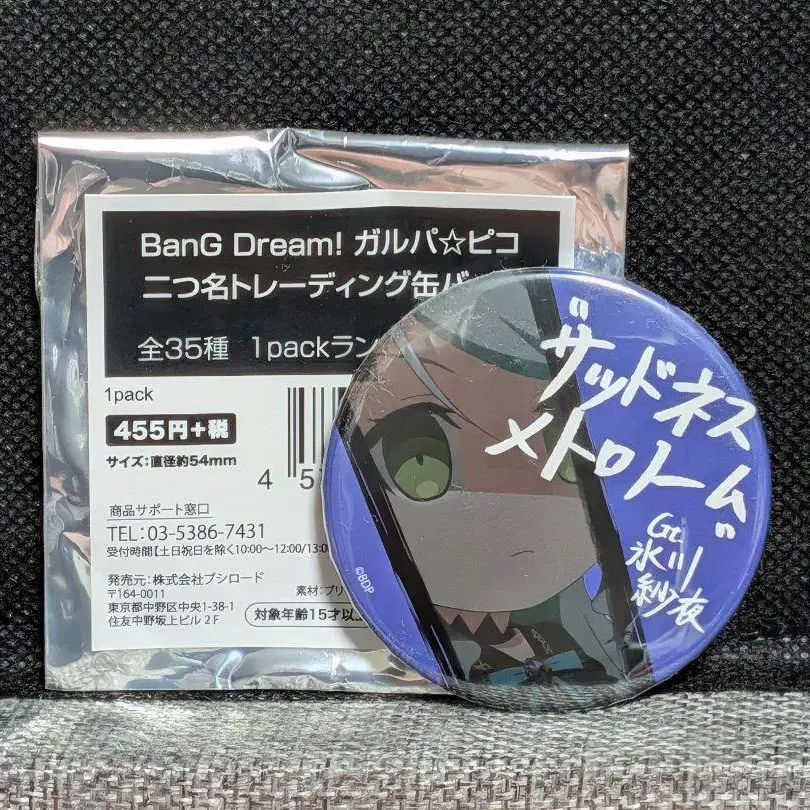 BanG Dream! ガルパ☆ピコ
二つ名トレーディング缶バ
全35種 1packラン
1pack
455円+税
サイズ:直径約54mm
4 5
商品サポート窓口
TEL:03-5386-7431
受付時間【土日祝日を除く10:00～12:00/13:0
発売元:株式会社ブシロード
〒164-0011
東京都中野区中央1-38-1
住友中野坂上ビル2F
素材:ブリ
対象年齢15才以
"サッドネス
メトロノーム"
Gt.
氷川
紗夜
©BDP